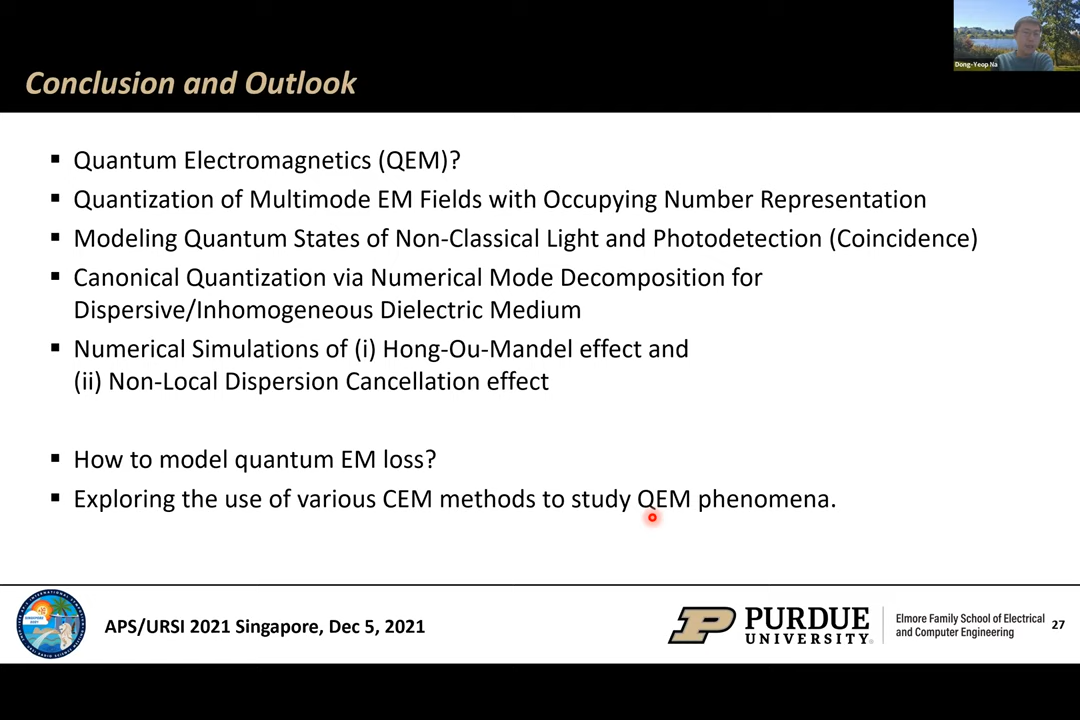 Dong-Yeop Na
Conclusion and Outlook
▪ Quantum Electromagnetics (QEM)?
▪ Quantization of Multimode EM Fields with Occupying Number Representation
▪ Modeling Quantum States of Non-Classical Light and Photodetection (Coincidence)
▪ Canonical Quantization via Numerical Mode Decomposition for
Dispersive/Inhomogeneous Dielectric Medium
▪ Numerical Simulations of (i) Hong-Ou-Mandel effect and
(ii) Non-Local Dispersion Cancellation effect
▪ How to model quantum EM loss?
▪ Exploring the use of various CEM methods to study QEM phenomena.
APS/URSI 2021 Singapore, Dec 5, 2021
PURDUE
UNIVERSITY®
Elmore Family School of Electrical
and Computer Engineering
27